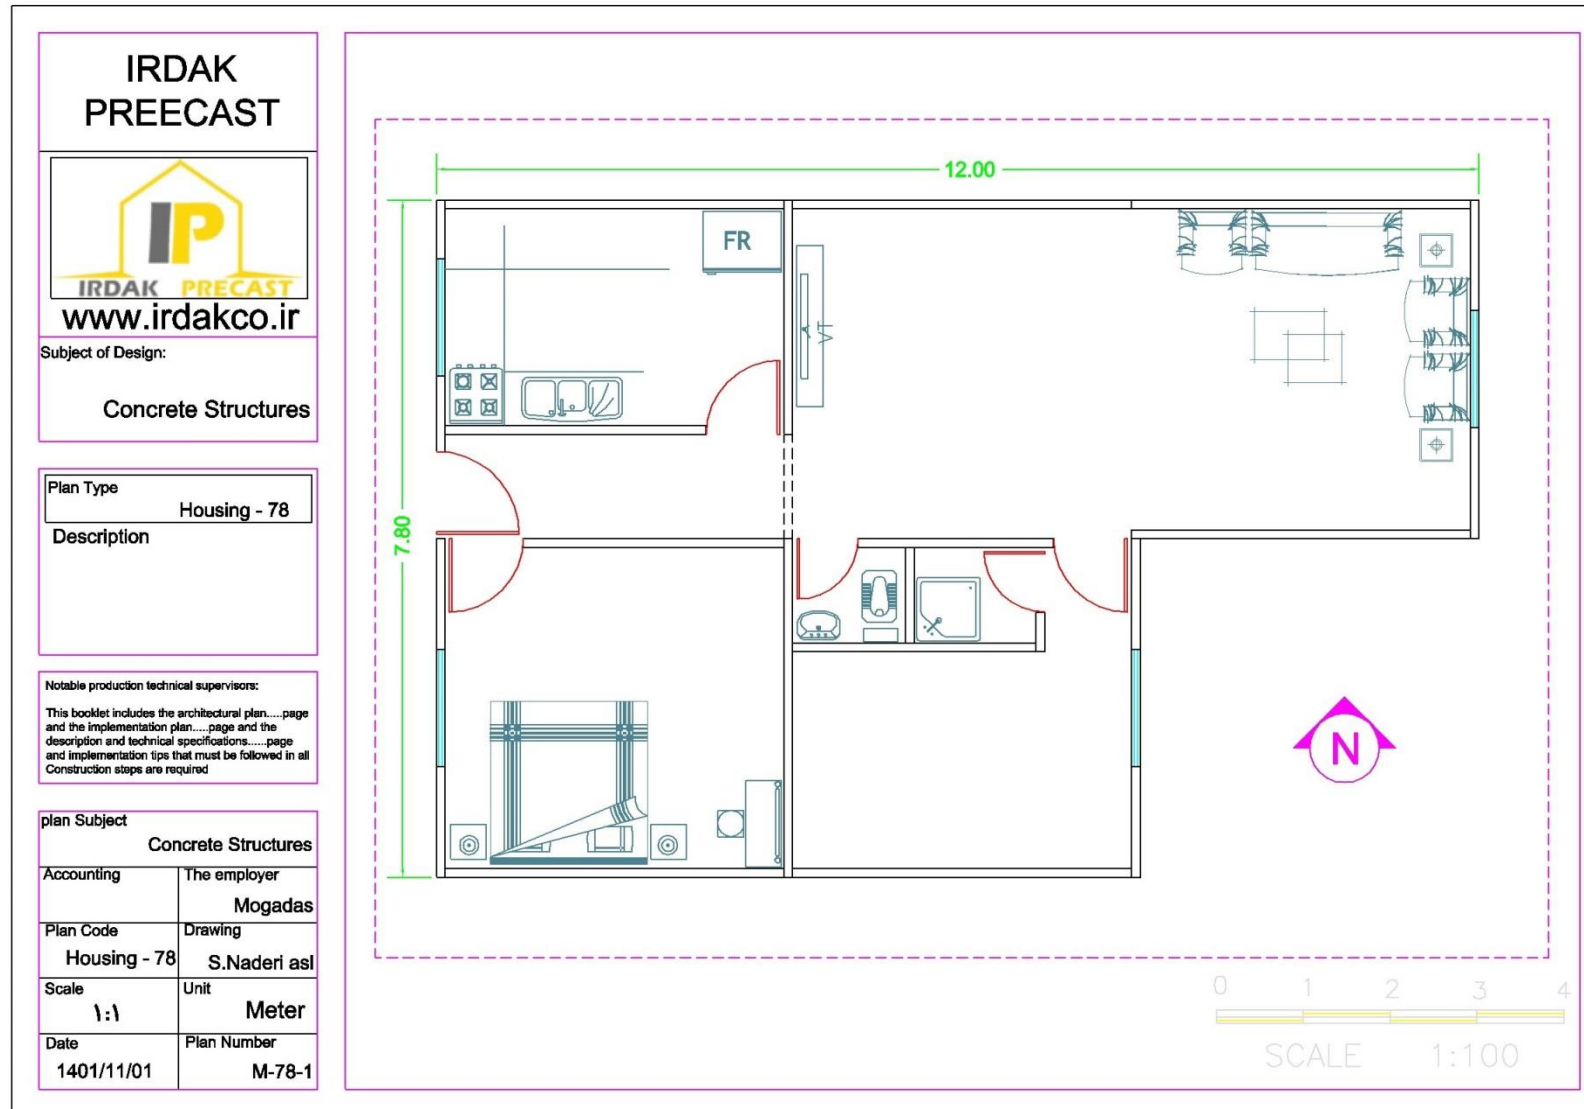 IRDAK
PREECAST
IP
IRDAK PRECAST
www.irdakco.ir
Subject of Design:
Concrete Structures
Plan Type
Housing - 78
Description
Notable production technical supervisors:
This booklet includes the architectural plan.....page
and the implementation plan.....page and the
description and technical specifications......page
and implementation tips that must be followed in all
Construction steps are required
plan Subject
Concrete Structures
Accounting
The employer
Mogadas
Plan Code
Housing - 78
Drawing
S.Naderi asl
Scale
۱:۱
Unit
Meter
Date
1401/11/01
Plan Number
M-78-1
12.00
7.80
FR
TV
N
0 1 2 3 4
SCALE 1:100